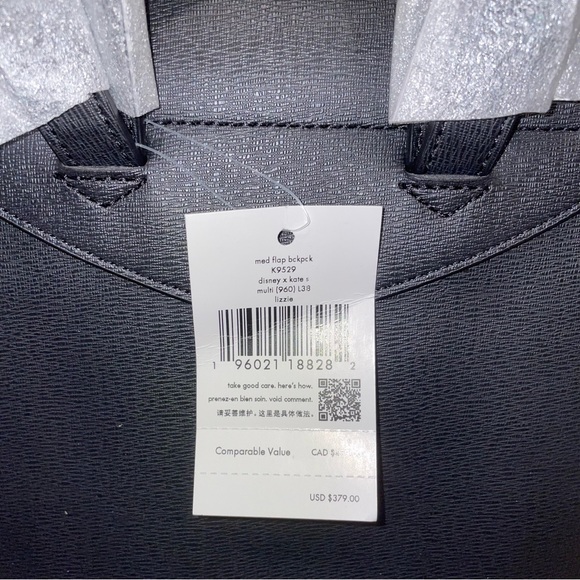 med flap bckpck
K9529
disney x kate s
multi (960) L38
lizzie
1 96021 18828 2
take good care. here's how.
prenez-en bien soin. void comment.
请妥善维护,这里是具体做法。
Comparable Value CAD $
USD $379.00